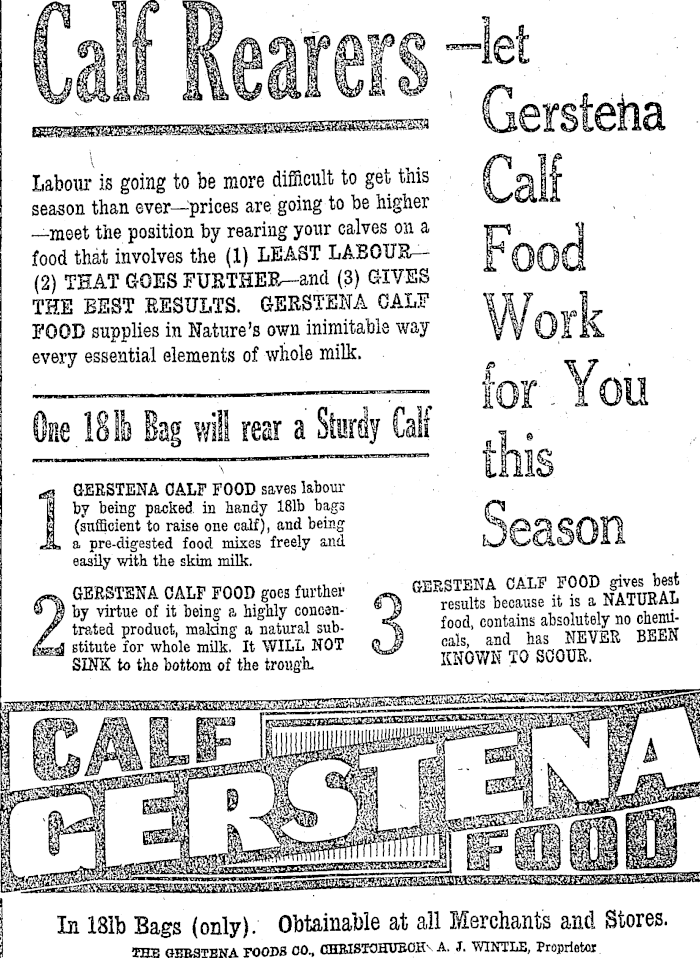 Calf Rearers
—let
Gerstena
Calf
Food
Work
for You
this
Season
Labour is going to be more difficult to get this
season than ever—prices are going to be higher
—meet the position by rearing your calves on a
food that involves the (1) LEAST LABOUR—
(2) THAT GOES FURTHER—and (3) GIVES
THE BEST RESULTS. GERSTENA CALF
FOOD supplies in Nature's own inimitable way
every essential elements of whole milk.
One 18lb Bag will rear a Sturdy Calf
1
GERSTENA CALF FOOD saves labour
by being packed in handy 18lb bags
(sufficient to raise one calf), and being
a pre-digested food mixes freely and
easily with the skim milk.
2
GERSTENA CALF FOOD goes further
by virtue of it being a highly concen-
trated product, making a natural sub-
stitute for whole milk. It WILL NOT
SINK to the bottom of the trough.
3
GERSTENA CALF FOOD gives best
results because it is a NATURAL
food, contains absolutely no chemi-
cals, and has NEVER BEEN
KNOWN TO SCOUR.
CALF
GERSTENA
FOOD
In 18lb Bags (only). Obtainable at all Merchants and Stores.
THE GERSTENA FOODS CO., CHRISTCHURCH A. J. WINTLE, Proprietor